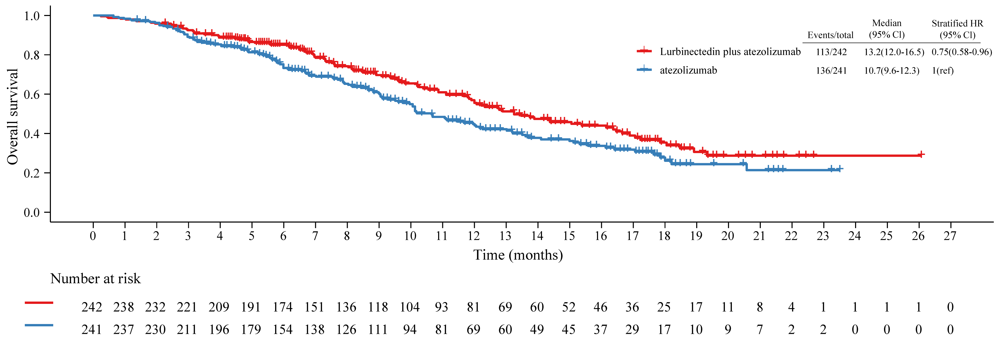 Overall survival
1.0
0.8
0.6
0.4
0.2
0.0
Events/total Median (95% Cl) Stratified HR (95% Cl)
Lurbinectedin plus atezolizumab 113/242 13.2(12.0-16.5) 0.75(0.58-0.96)
atezolizumab 136/241 10.7(9.6-12.3) 1(ref)
0 1 2 3 4 5 6 7 8 9 10 11 12 13 14 15 16 17 18 19 20 21 22 23 24 25 26 27
Time (months)
Number at risk
242 238 232 221 209 191 174 151 136 118 104 93 81 69 60 52 46 36 25 17 11 8 4 1 1 1 1 0
241 237 230 211 196 179 154 138 126 111 94 81 69 60 49 45 37 29 17 10 9 7 2 2 0 0 0 0